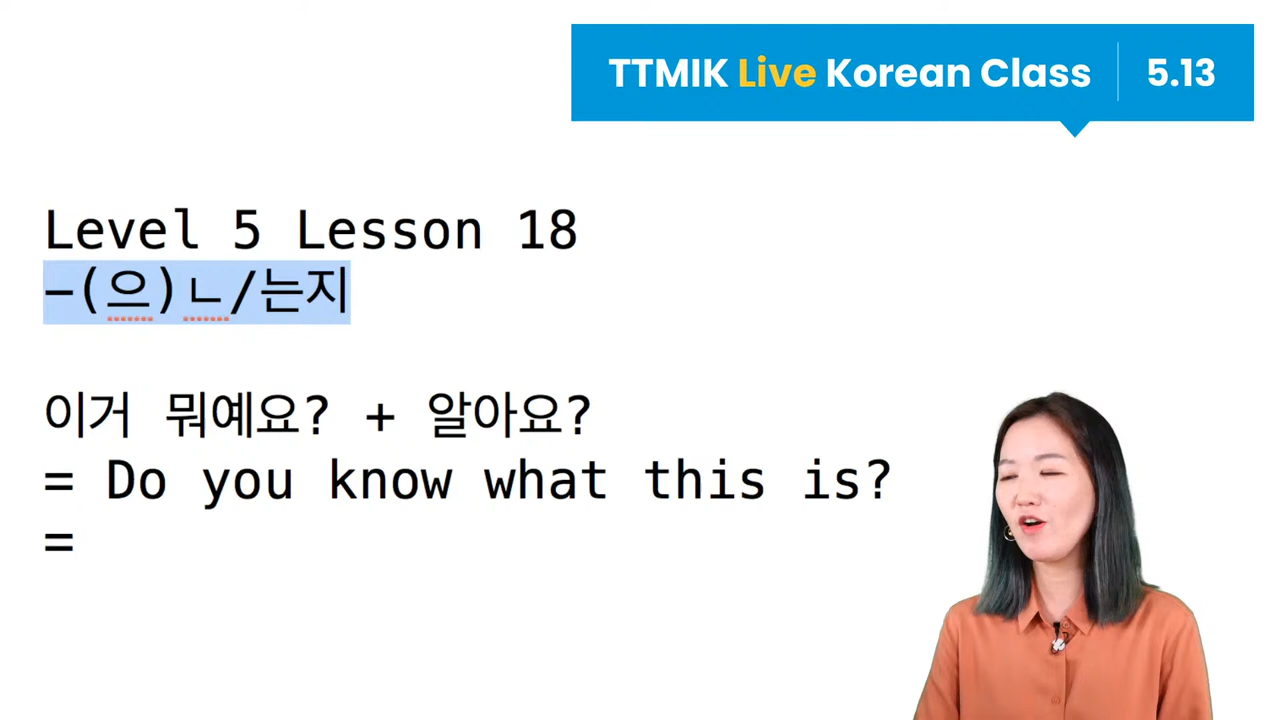 TTMIK Live Korean Class 5.13
Level 5 Lesson 18
-(으)ㄴ/는지
이거 뭐예요? + 알아요?
= Do you know what this is?
=